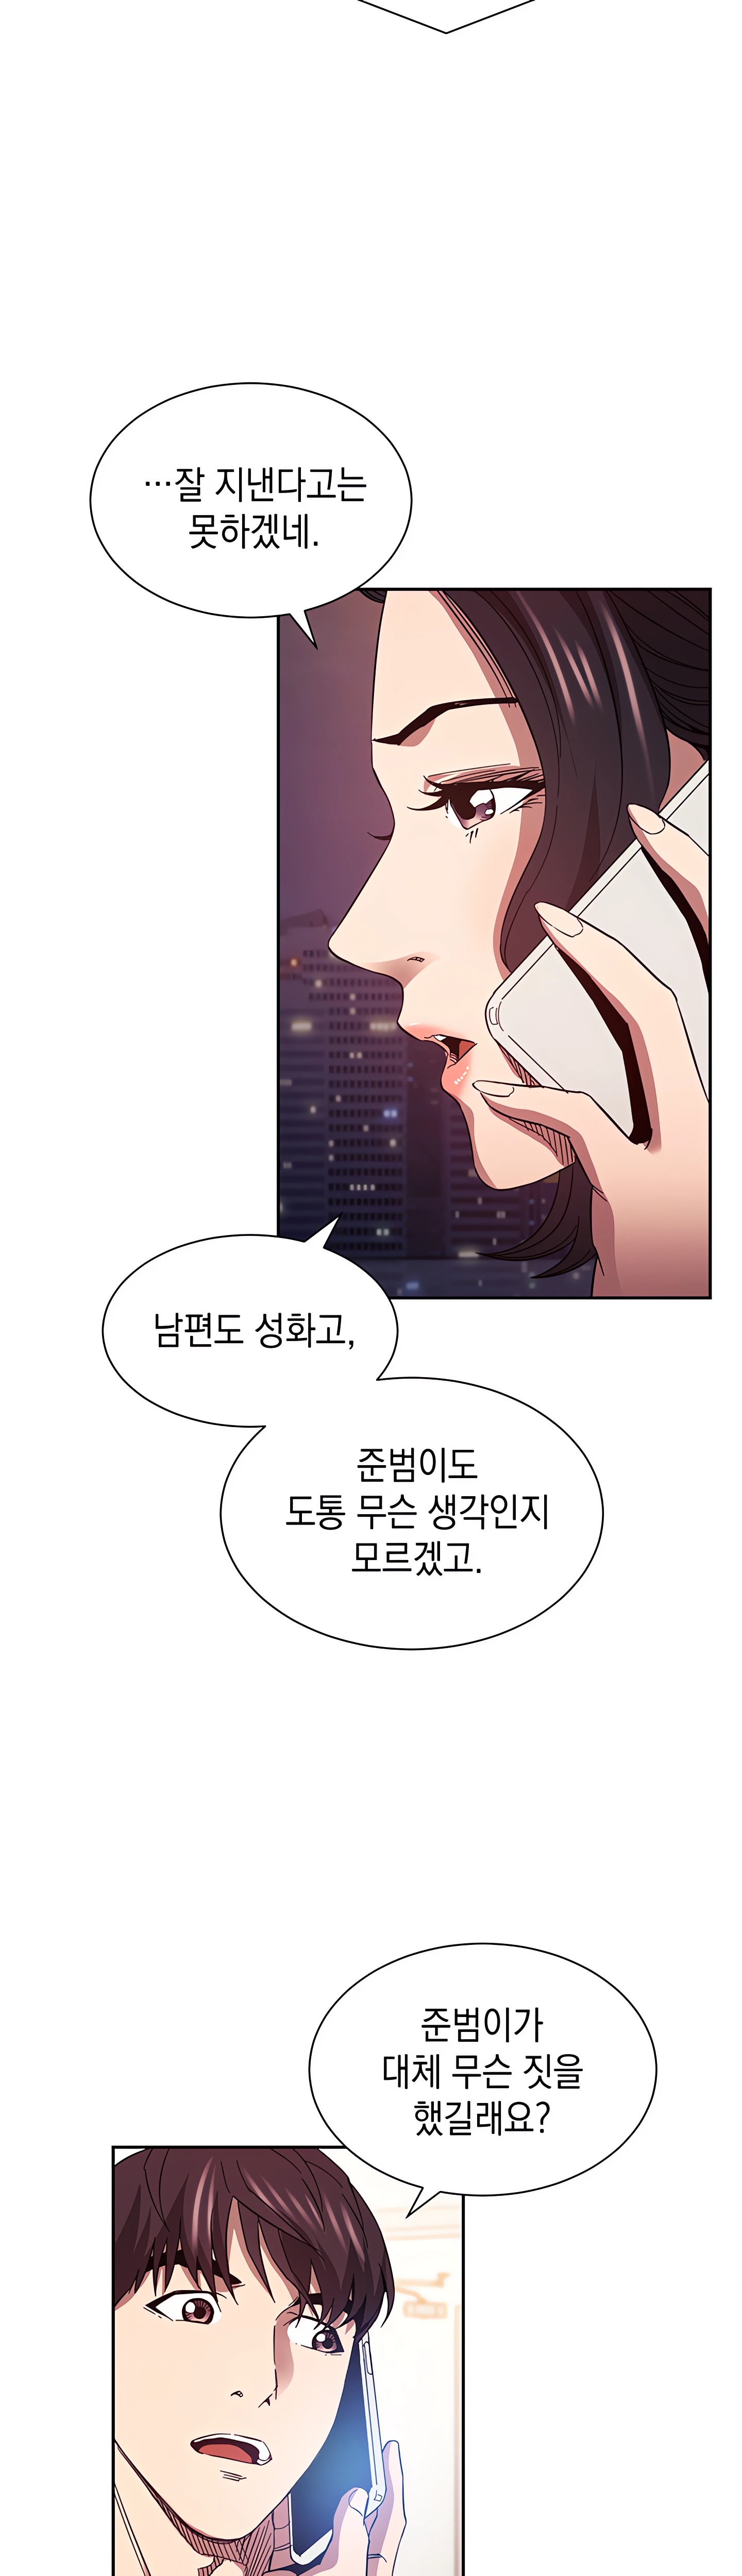 …잘 지낸다고는
못하겠네.
남편도 성화고,
준범이도
도통 무슨 생각인지
모르겠고.
준범이가
대체 무슨 짓을
했길래요?